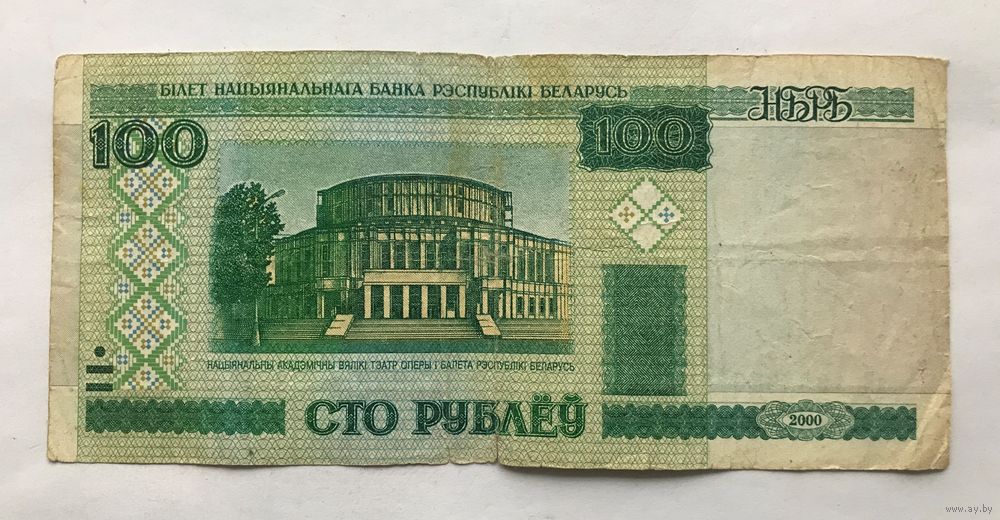 БІЛЕТ НАЦЫЯНАЛЬНАГА БАНКА РЭСПУБЛІКІ БЕЛАРУСЬ
НБРБ
100
100
НАЦЫЯНАЛЬНЫ АКАДЭМІЧНЫ ВЯЛІКІ ТЭАТР ОПЕРЫ І БАЛЕТА РЭСПУБЛІКІ БЕЛАРУСЬ
СТО РУБЛЁЎ
2000
www.ay.by